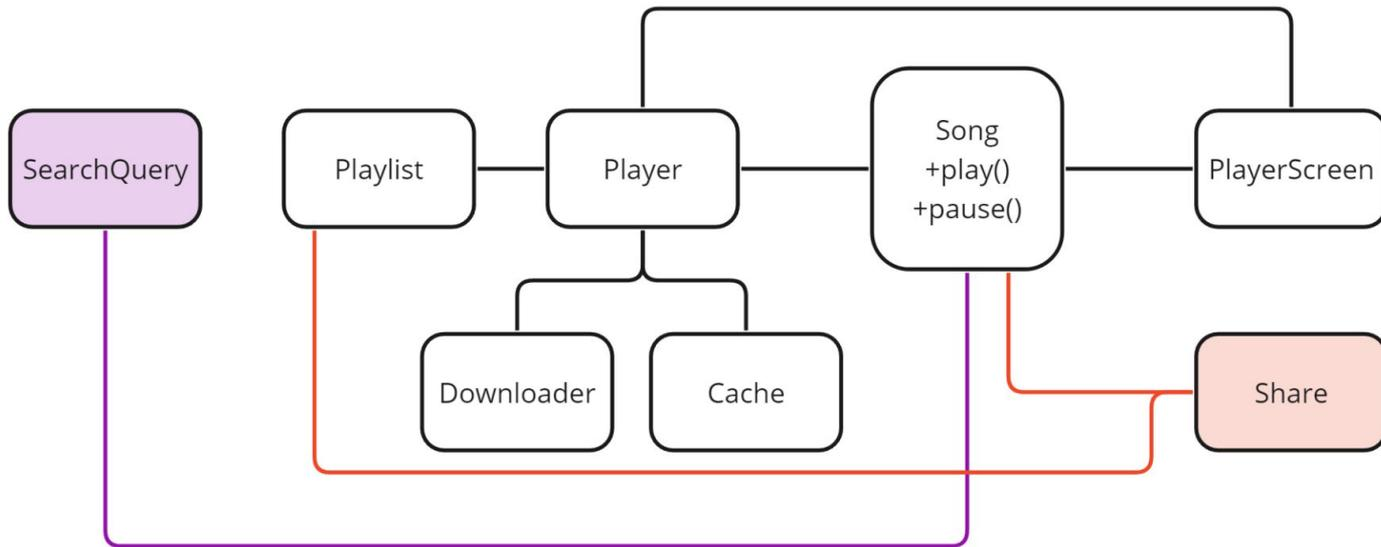 SearchQuery
Playlist
Player
Song
+play()
+pause()
PlayerScreen
Downloader
Cache
Share